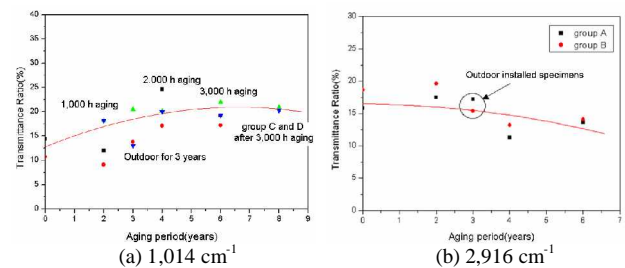 (a)
40
35
30
25
20
15
10
5
0
Transmittance Ratio(%)
2.000 h aging
1,000 h aging
3,000 h aging
Outdoor for 3 years
group C and D
after 3,000 h aging
0 1 2 3 4 5 6 7 8 9
Aging period(years)
(a) 1,014 cm-1
(b)
30
25
20
15
10
5
0
Transmittance Ratio(%)
group A
group B
Outdoor installed specimens
0 1 2 3 4 5 6 7
Aging period(years)
(b) 2,916 cm-1